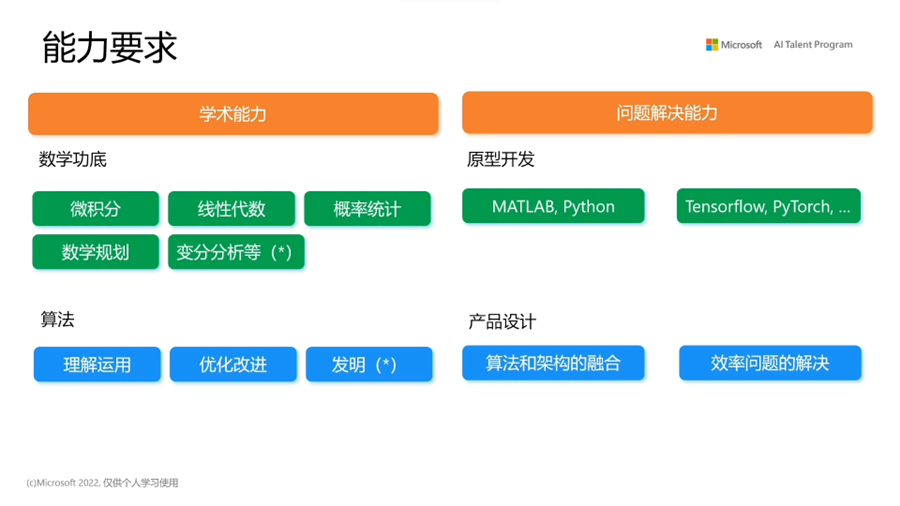 能力要求
Microsoft AI Talent Program
学术能力
数学功底
微积分 线性代数 概率统计
数学规划 变分分析等（*）
算法
理解运用 优化改进 发明（*）
问题解决能力
原型开发
MATLAB, Python Tensorflow, PyTorch, ...
产品设计
算法和架构的融合 效率问题的解决
(c)Microsoft 2022, 仅供个人学习使用